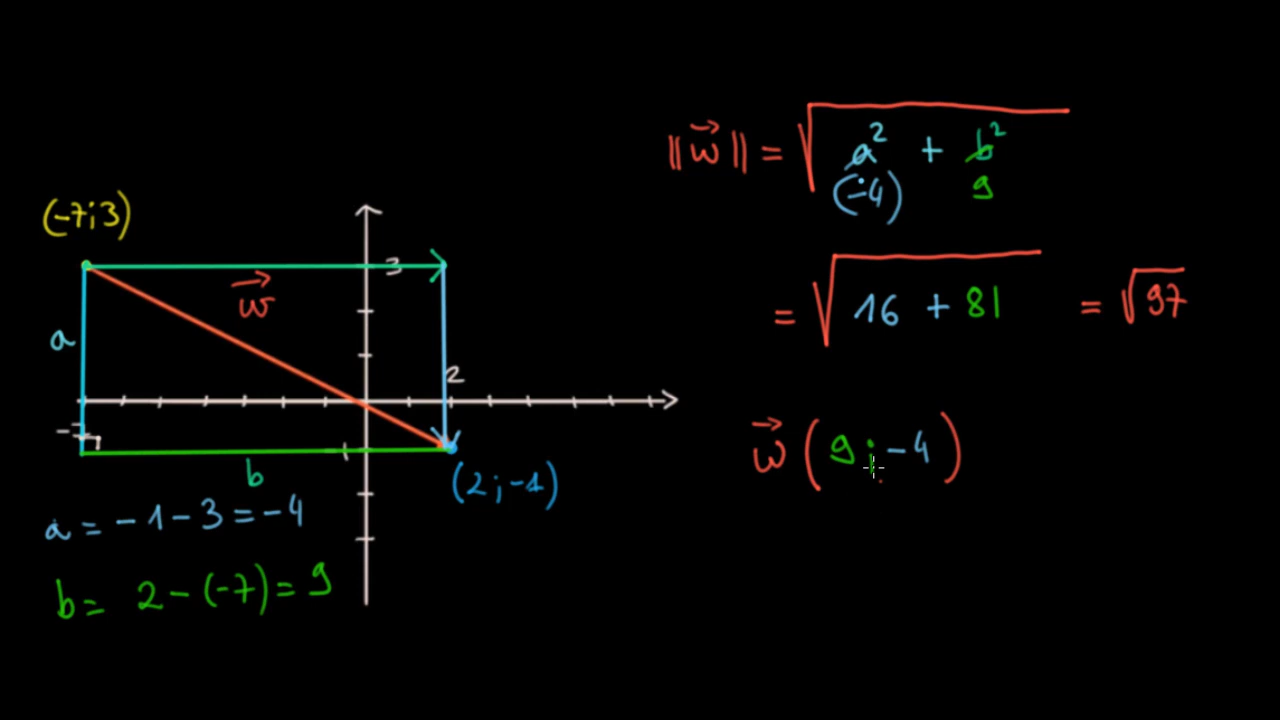 (-7;3)
3
w
a
2
-7
-1
b
(2;-1)
a = -1-3 = -4
b = 2-(-7) = 9
||w|| = √a² + b²
(-4) 9
= √16 + 81 = √97
w (9;-4)